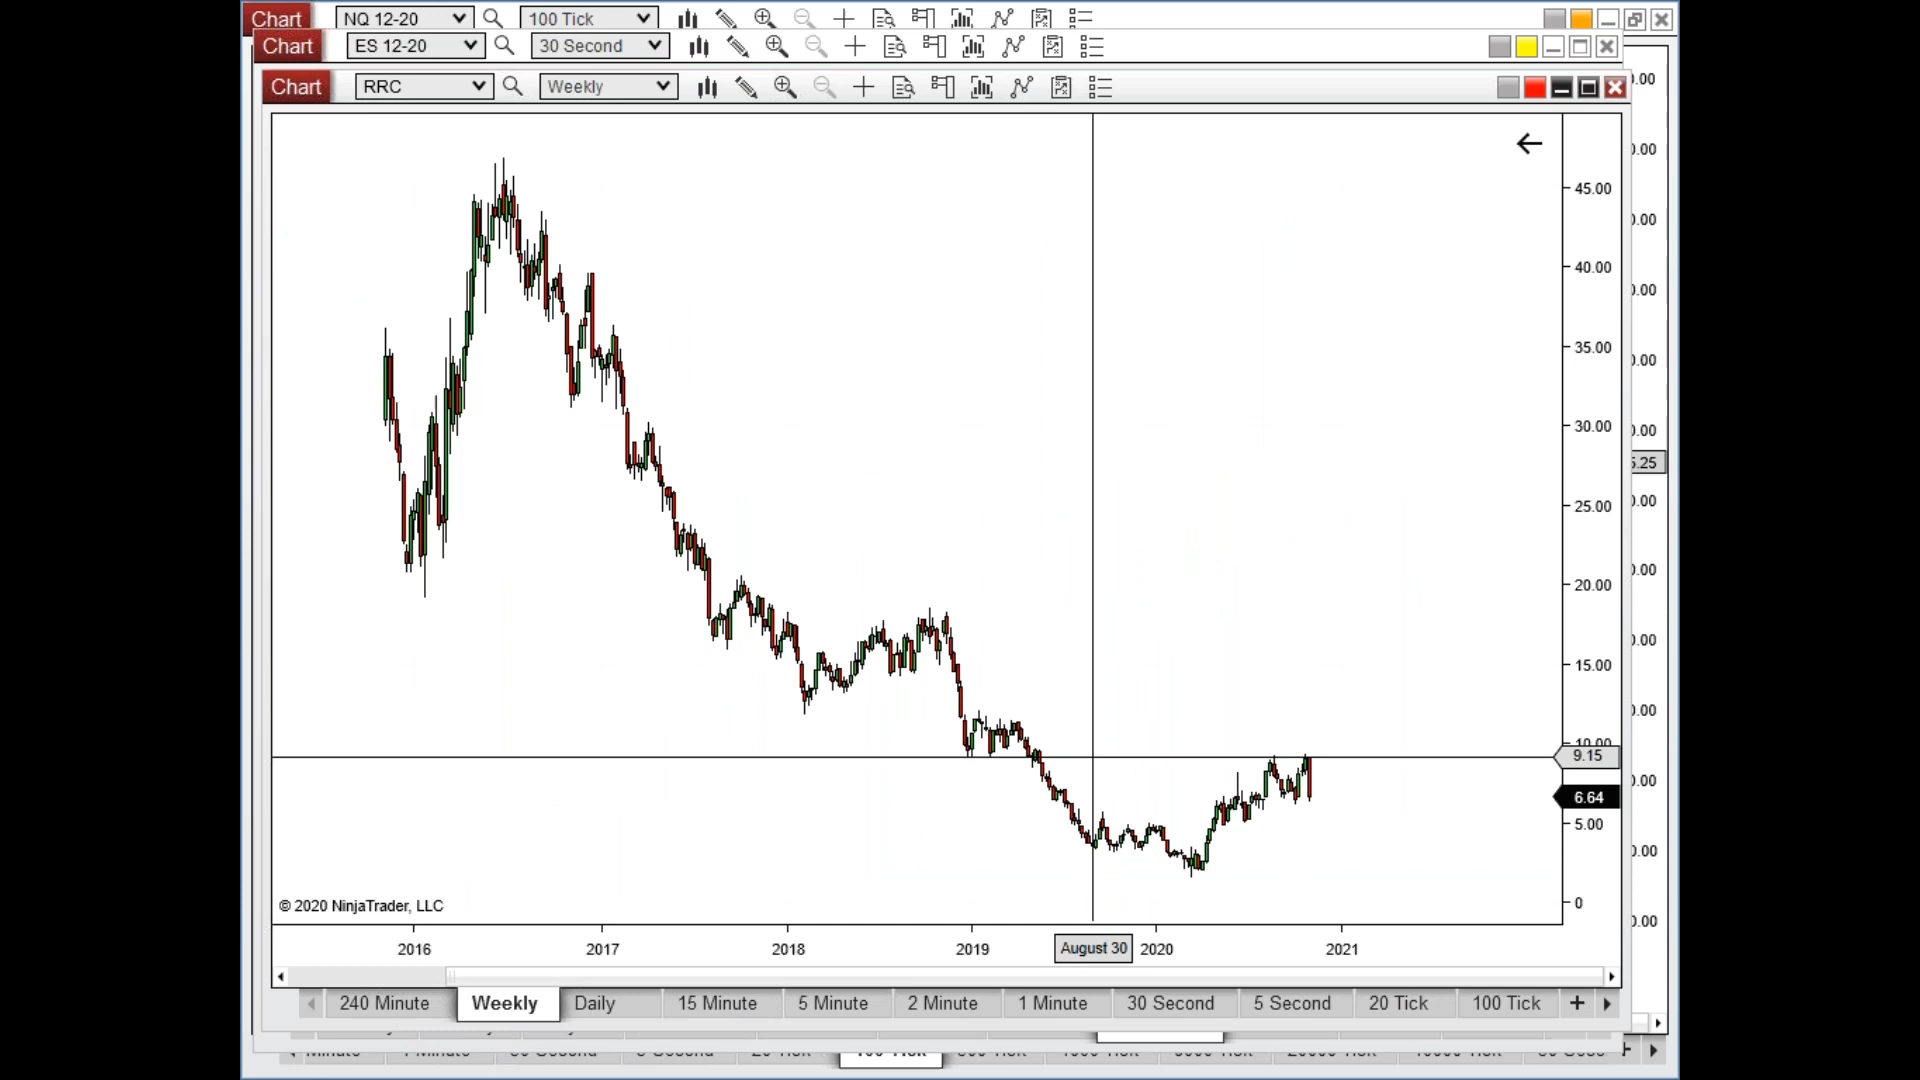 Chart NQ 12-20 100 Tick
Chart ES 12-20 30 Second
Chart RRC Weekly
45.00
40.00
35.00
30.00
25.00
20.00
15.00
10.00
9.15
6.64
5.00
0
© 2020 NinjaTrader, LLC
2016 2017 2018 2019 August 30 2020 2021
240 Minute Weekly Daily 15 Minute 5 Minute 2 Minute 1 Minute 30 Second 5 Second 20 Tick 100 Tick +